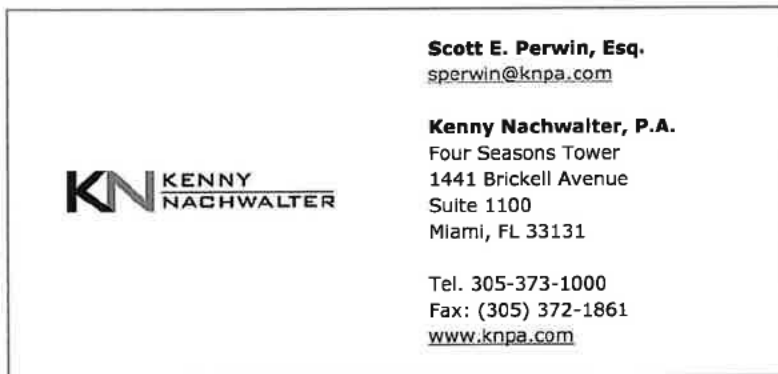 KN KENNY
NACHWALTER
Scott E. Perwin, Esq.
sperwin@knpa.com
Kenny Nachwalter, P.A.
Four Seasons Tower
1441 Brickell Avenue
Suite 1100
Miami, FL 33131
Tel. 305-373-1000
Fax: (305) 372-1861
www.knpa.com